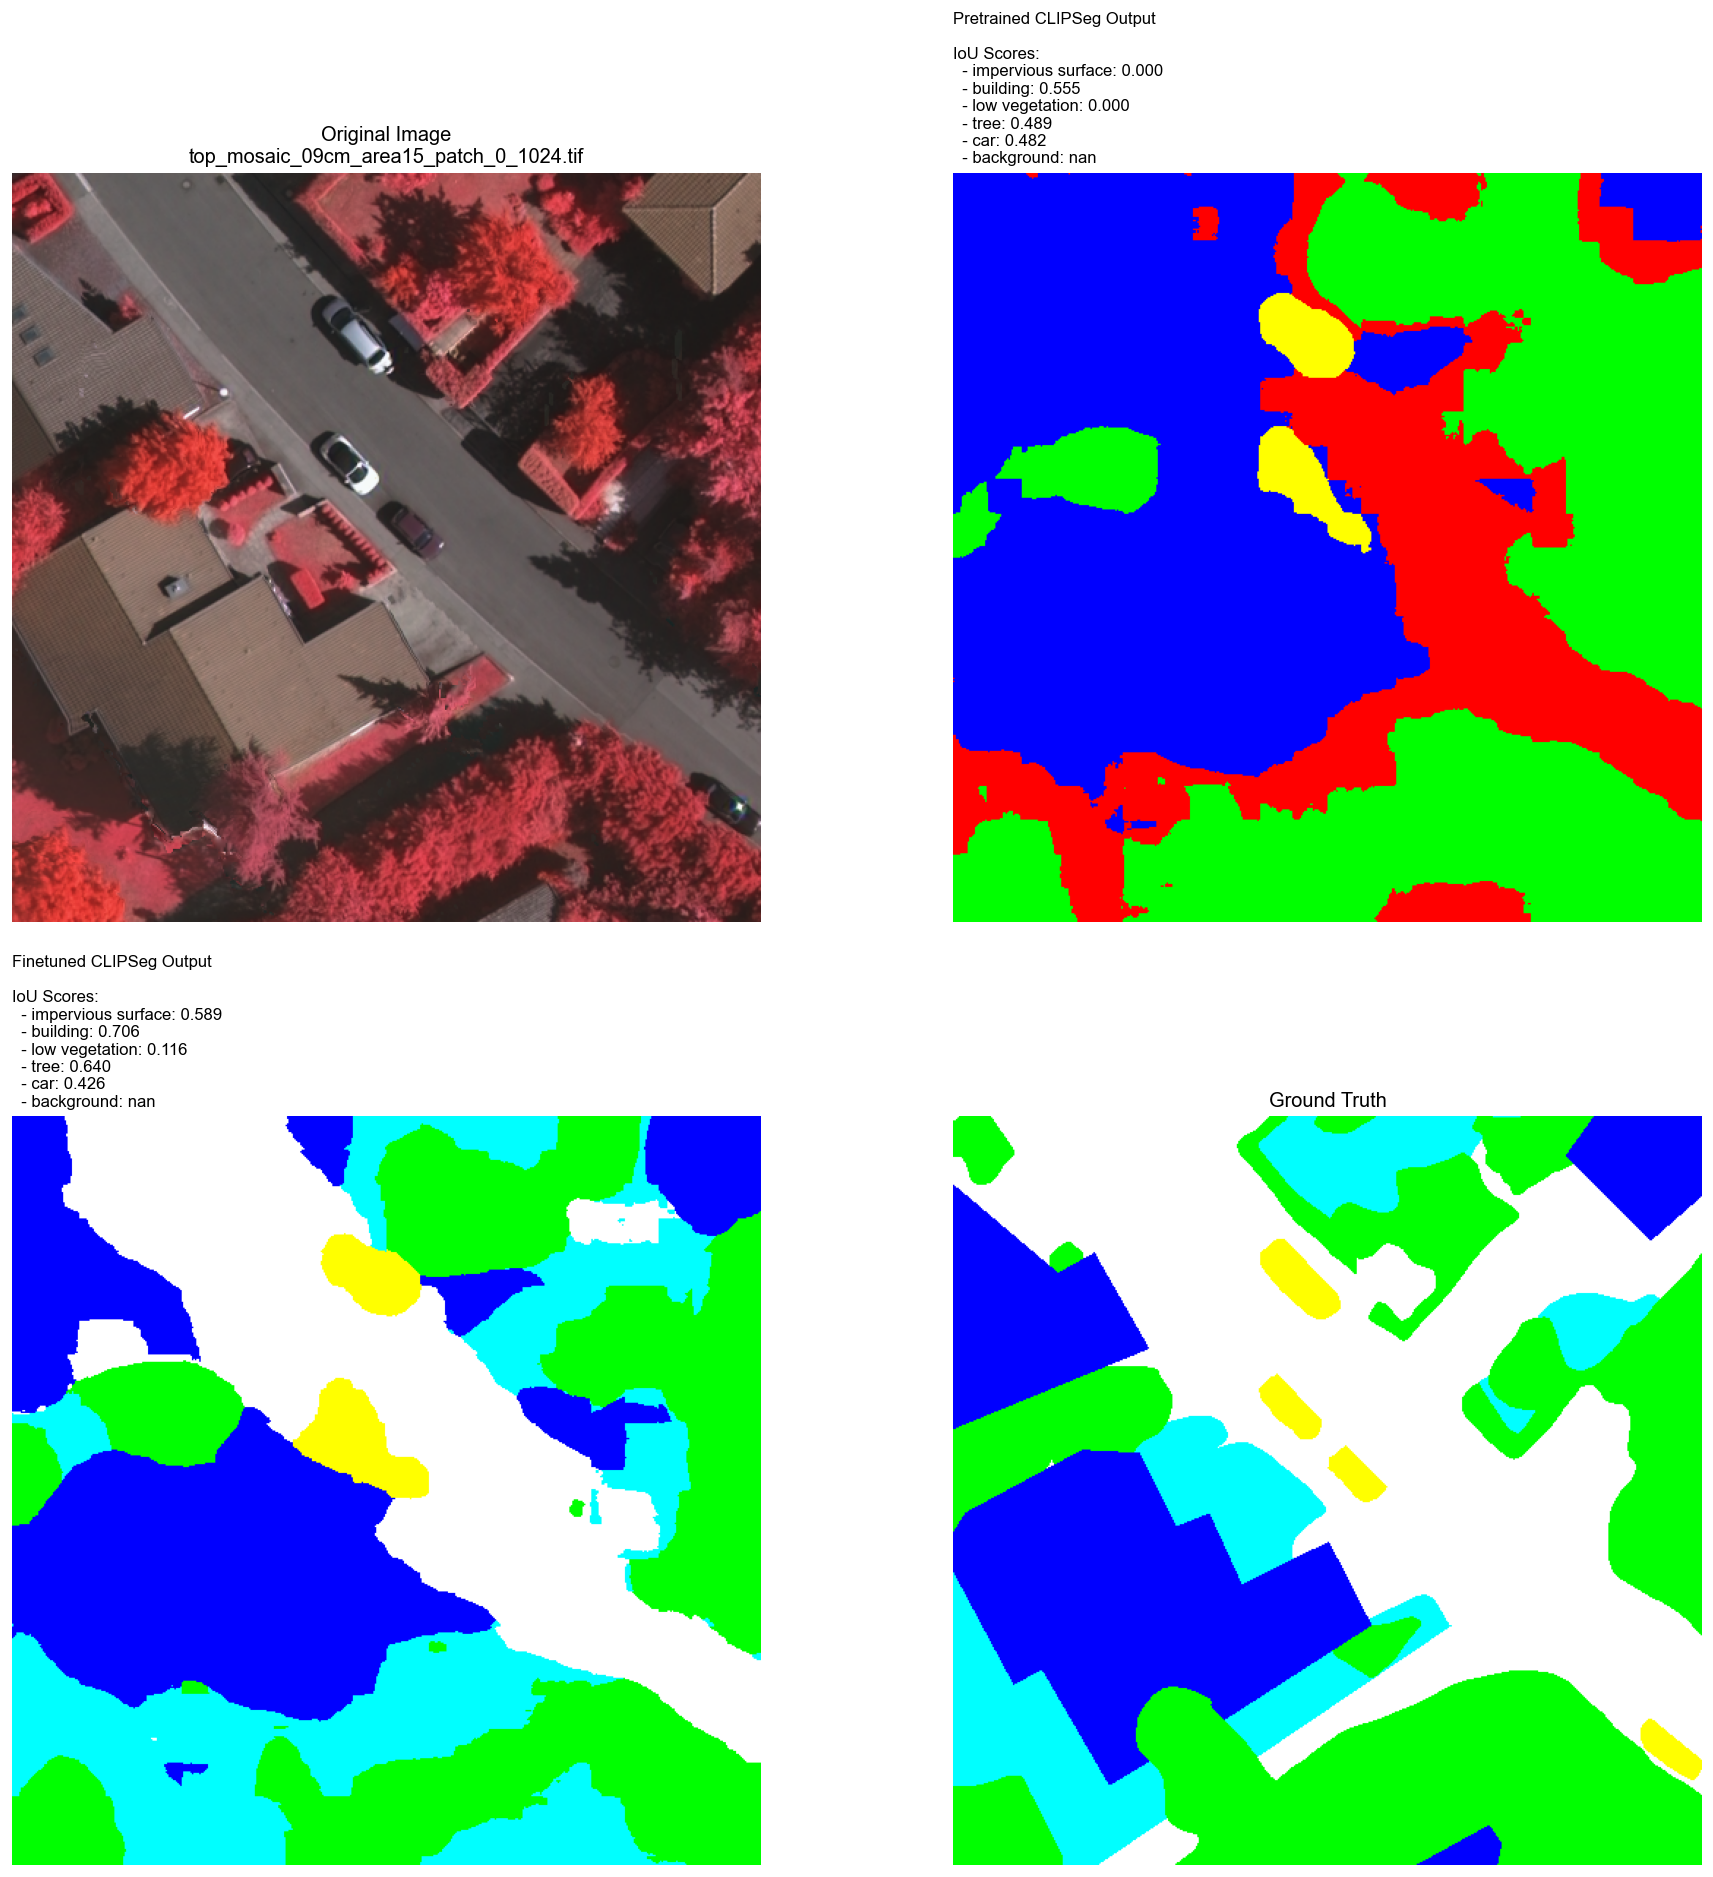 Original Image
top_mosaic_09cm_area15_patch_0_1024.tif
Pretrained CLIPSeg Output
IoU Scores:
- impervious surface: 0.000
- building: 0.555
- low vegetation: 0.000
- tree: 0.489
- car: 0.482
- background: nan
Finetuned CLIPSeg Output
IoU Scores:
- impervious surface: 0.589
- building: 0.706
- low vegetation: 0.116
- tree: 0.640
- car: 0.426
- background: nan
Ground Truth